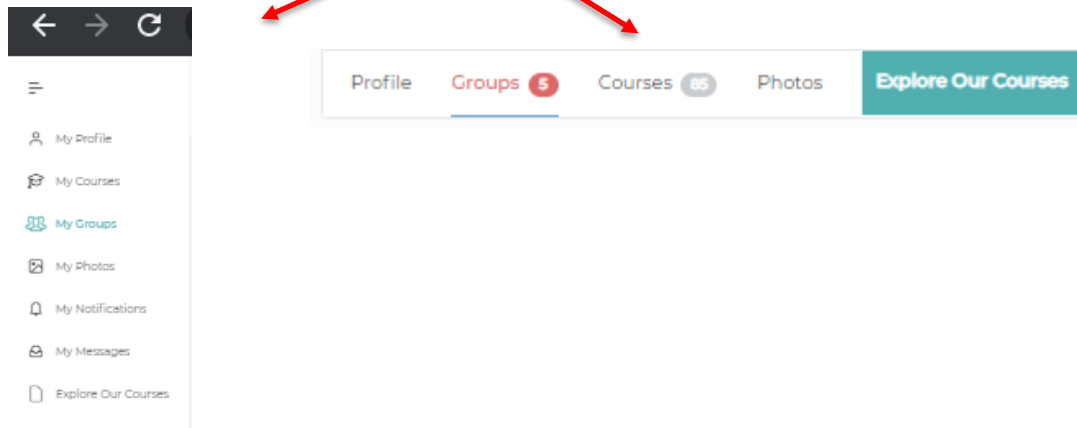 Profile Groups 5 Courses 85 Photos Explore Our Courses
My Profile
My Courses
My Groups
My Photos
My Notifications
My Messages
Explore Our Courses